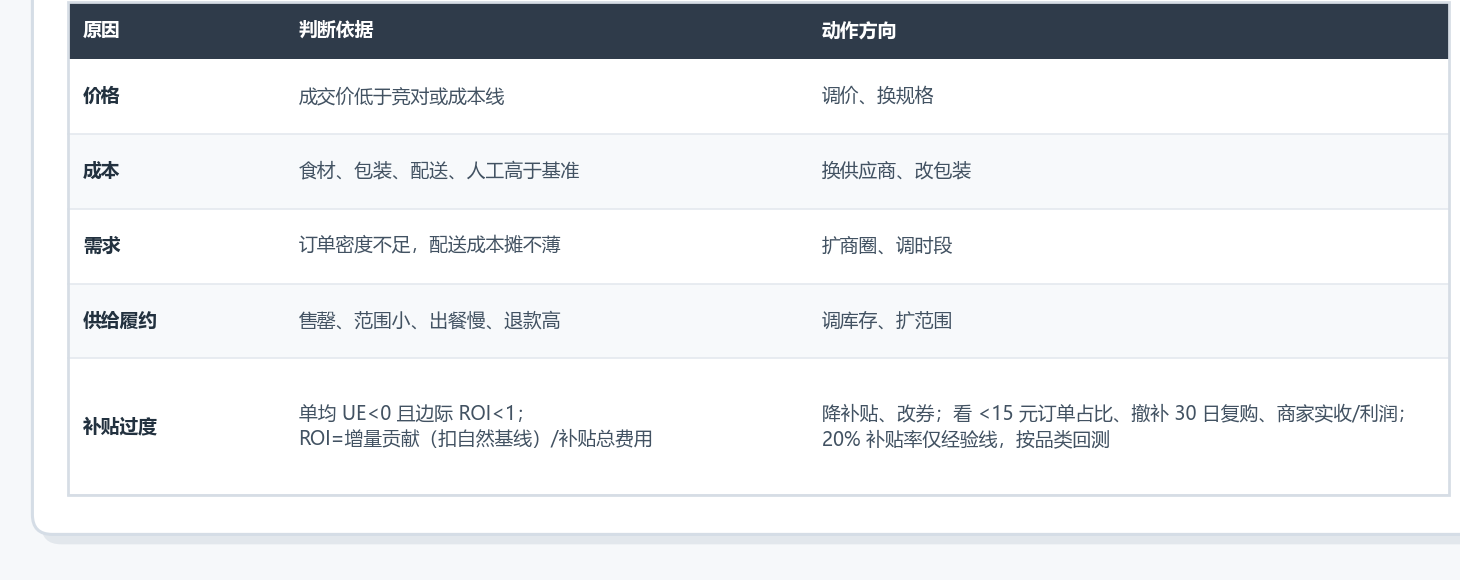 原因 判断依据 动作方向
价格 成交价低于竞对或成本线 调价、换规格
成本 食材、包装、配送、人工高于基准 换供应商、改包装
需求 订单密度不足，配送成本摊不薄 扩商圈、调时段
供给履约 售罄、范围小、出餐慢、退款高 调库存、扩范围
补贴过度
单均 UE<0 且边际 ROI<1；
ROI=增量贡献（扣自然基线）/补贴总费用
降补贴、改券；看 <15 元订单占比、撤补 30 日复购、商家实收/利润；
20% 补贴率仅经验线，按品类回测